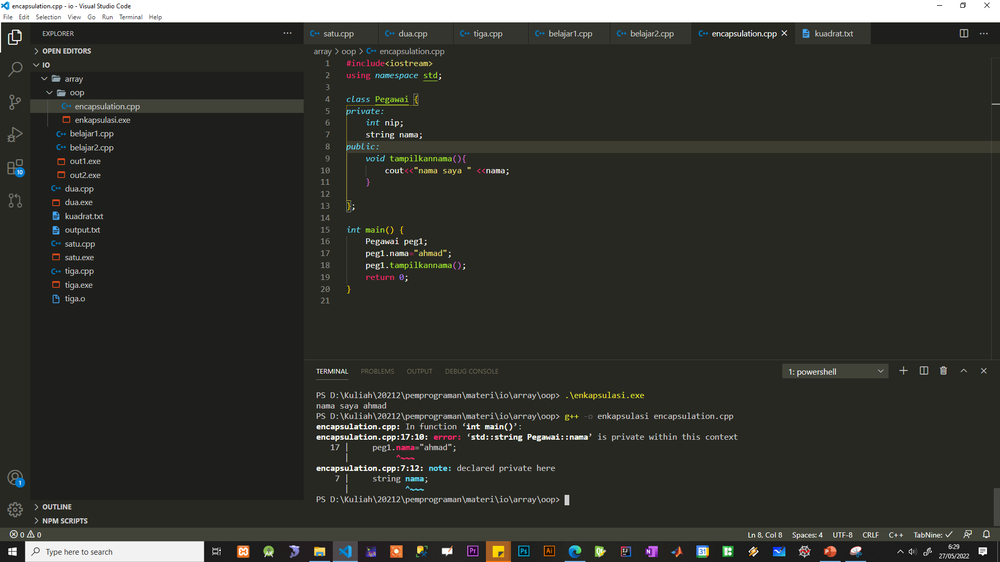 encapsulation.cpp - io - Visual Studio Code
File Edit Selection View Go Run Terminal Help
EXPLORER
OPEN EDITORS
IO
array
oop
encapsulation.cpp
enkapsulasi.exe
belajar1.cpp
belajar2.cpp
out1.exe
out2.exe
dua.cpp
dua.exe
kuadrat.txt
output.txt
satu.cpp
satu.exe
tiga.cpp
tiga.exe
tiga.o
OUTLINE
NPM SCRIPTS
10
1
satu.cpp dua.cpp tiga.cpp belajar1.cpp belajar2.cpp encapsulation.cpp kuadrat.txt
array > oop > encapsulation.cpp
1 #include<iostream>
2 using namespace std;
3
4 class Pegawai {
5 private:
6     int nip;
7     string nama;
8 public:
9     void tampilkannama(){
10         cout<<"nama saya " <<nama;
11     }
12
13 };
14
15 int main() {
16     Pegawai peg1;
17     peg1.nama="ahmad";
18     peg1.tampilkannama();
19     return 0;
20 }
21
TERMINAL PROBLEMS OUTPUT DEBUG CONSOLE
1: powershell
PS D:\Kuliah\20212\pemprograman\materi\io\array\oop> .\enkapsulasi.exe
nama saya ahmad
PS D:\Kuliah\20212\pemprograman\materi\io\array\oop> g++ -o enkapsulasi encapsulation.cpp
encapsulation.cpp: In function ‘int main()’:
encapsulation.cpp:17:10: error: ‘std::string Pegawai::nama’ is private within this context
17 |     peg1.nama="ahmad";
|          ^~~~
encapsulation.cpp:7:12: note: declared private here
7 |     string nama;
|            ^~~~
PS D:\Kuliah\20212\pemprograman\materi\io\array\oop>
0 0
Ln 8, Col 8 Spaces: 4 UTF-8 CRLF C++ TabNine: ✓
Type here to search
Pr
Ps
Ai
31
6:29
27/05/2022